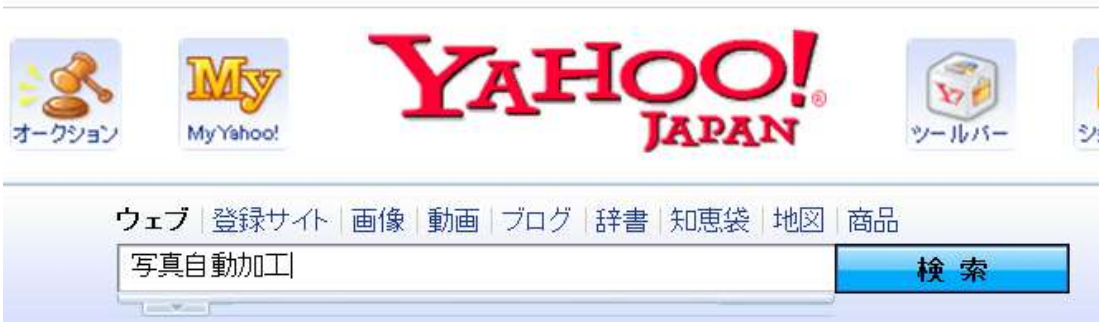 YAHOO!®
JAPAN
My
Y!
オークション
My Yahoo!
ツールバー
ウェブ | 登録サイト | 画像 | 動画 | ブログ | 辞書 | 知恵袋 | 地図 | 商品
写真自動加工
検索